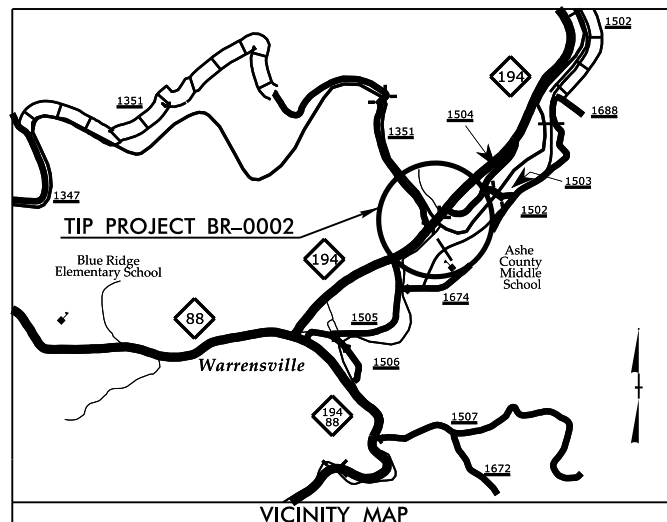 1502
194
1351
1504
1688
1351
1347
1503
TIP PROJECT BR–0002
1502
194
Blue Ridge
Elementary School
Ashe
County
Middle
School
1674
88
1505
Warrensville
1506
194
88
1507
1672
VICINITY MAP